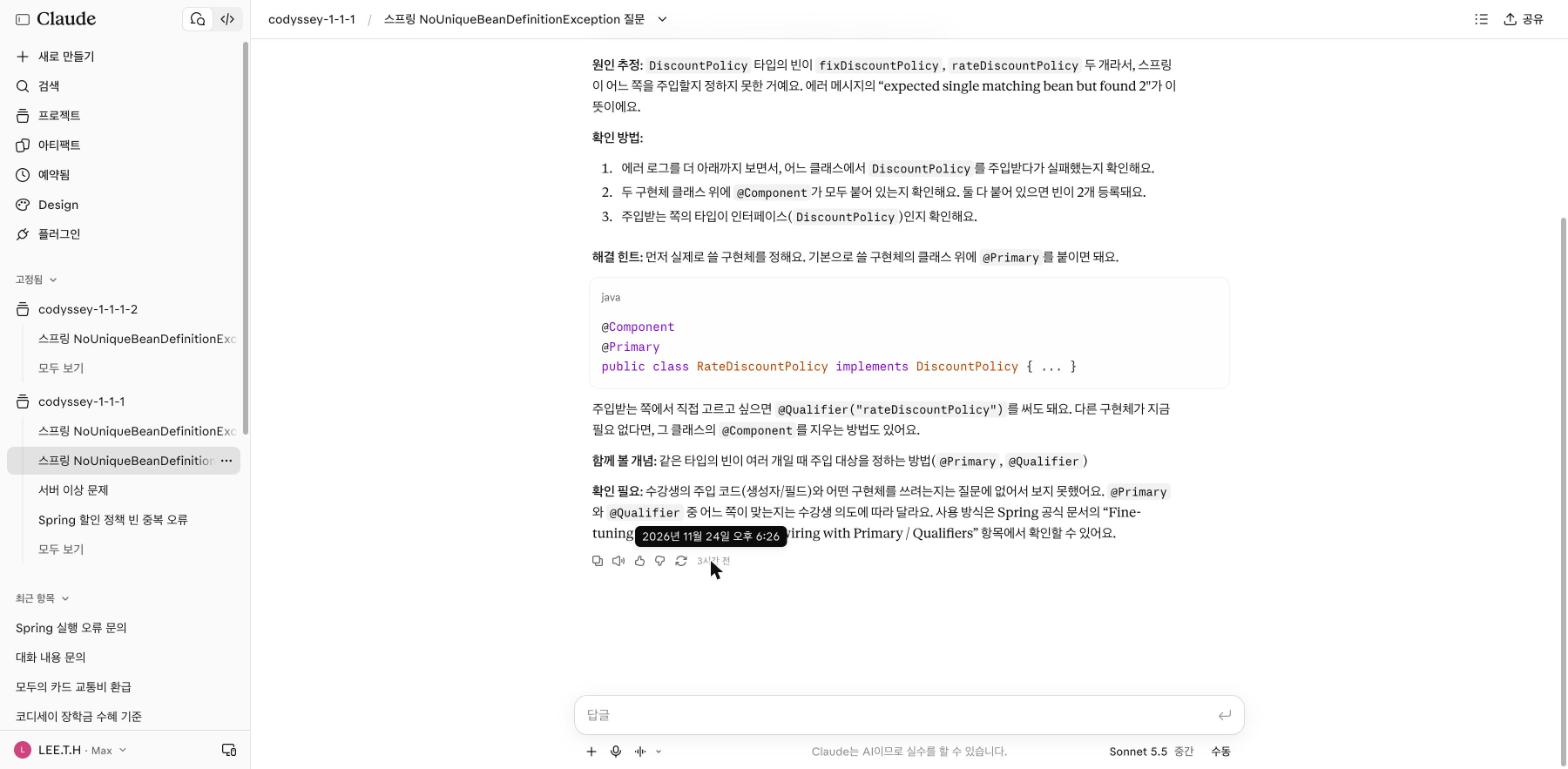 Claude
새로 만들기
검색
프로젝트
아티팩트
예약됨
Design
플러그인
고정됨
codyssey-1-1-1-2
스프링 NoUniqueBeanDefinitionExc
모두 보기
codyssey-1-1-1
스프링 NoUniqueBeanDefinitionExc
스프링 NoUniqueBeanDefinition
서버 이상 문제
Spring 할인 정책 빈 중복 오류
모두 보기
최근 항목
Spring 실행 오류 문의
대화 내용 문의
모두의 카드 교통비 환급
코디세이 장학금 수혜 기준
L LEE.T.H · Max
codyssey-1-1-1 / 스프링 NoUniqueBeanDefinitionException 질문
공유
원인 추정: DiscountPolicy 타입의 빈이 fixDiscountPolicy, rateDiscountPolicy 두 개라서, 스프링
이 어느 쪽을 주입할지 정하지 못한 거예요. 에러 메시지의 “expected single matching bean but found 2”가 이
뜻이에요.
확인 방법:
1. 에러 로그를 더 아래까지 보면서, 어느 클래스에서 DiscountPolicy를 주입받다가 실패했는지 확인해요.
2. 두 구현체 클래스 위에 @Component가 모두 붙어 있는지 확인해요. 둘 다 붙어 있으면 빈이 2개 등록돼요.
3. 주입받는 쪽의 타입이 인터페이스(DiscountPolicy)인지 확인해요.
해결 힌트: 먼저 실제로 쓸 구현체를 정해요. 기본으로 쓸 구현체의 클래스 위에 @Primary를 붙이면 돼요.
java
@Component
@Primary
public class RateDiscountPolicy implements DiscountPolicy { ... }
주입받는 쪽에서 직접 고르고 싶으면 @Qualifier("rateDiscountPolicy")를 써도 돼요. 다른 구현체가 지금
필요 없다면, 그 클래스의 @Component를 지우는 방법도 있어요.
함께 볼 개념: 같은 타입의 빈이 여러 개일 때 주입 대상을 정하는 방법(@Primary, @Qualifier)
확인 필요: 수강생의 주입 코드(생성자/필드)와 어떤 구현체를 쓰려는지는 질문에 없어서 보지 못했어요. @Primary
와 @Qualifier 중 어느 쪽이 맞는지는 수강생 의도에 따라 달라요. 사용 방식은 Spring 공식 문서의 “Fine-
tuning wiring with Primary / Qualifiers” 항목에서 확인할 수 있어요.
2026년 11월 24일 오후 6:26
3시간 전
답글
Claude는 AI이므로 실수를 할 수 있습니다.
Sonnet 5.5 중간 수동